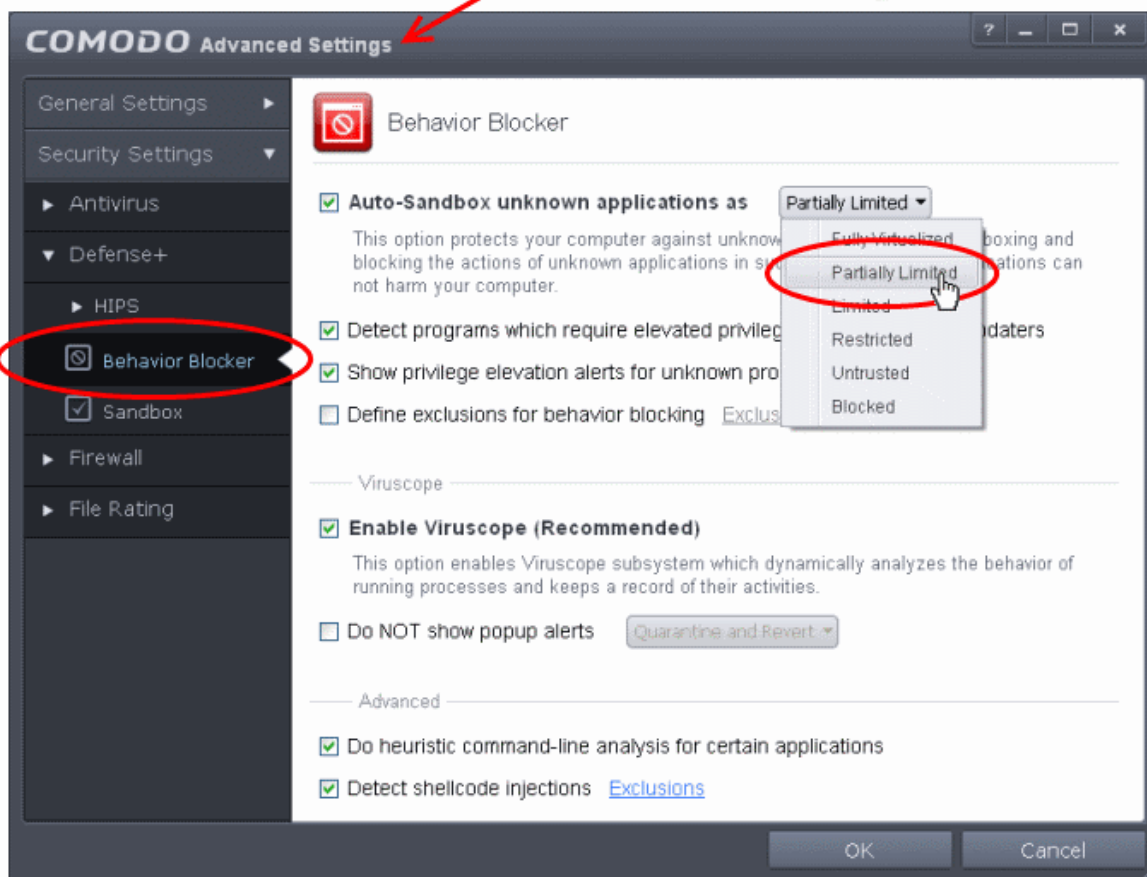 COMODO Advanced Settings
?
General Settings
Security Settings
Antivirus
Defense+
HIPS
Behavior Blocker
Sandbox
Firewall
File Rating
Behavior Blocker
Auto-Sandbox unknown applications as Partially Limited
This option protects your computer against boxing and
blocking the actions of unknown applications in can
not harm your computer.
Fully Virtualized
Partially Limited
Limited
Restricted
Untrusted
Blocked
Detect programs which require elevated
Show privilege elevation alerts for unknown
Define exclusions for behavior blocking
Viruscope
Enable Viruscope (Recommended)
This option enables Viruscope subsystem which dynamically analyzes the behavior of
running processes and keeps a record of their activities.
Do NOT show popup alerts Quarantine and Revert
Advanced
Do heuristic command-line analysis for certain applications
Detect shellcode injections Exclusions
OK Cancel